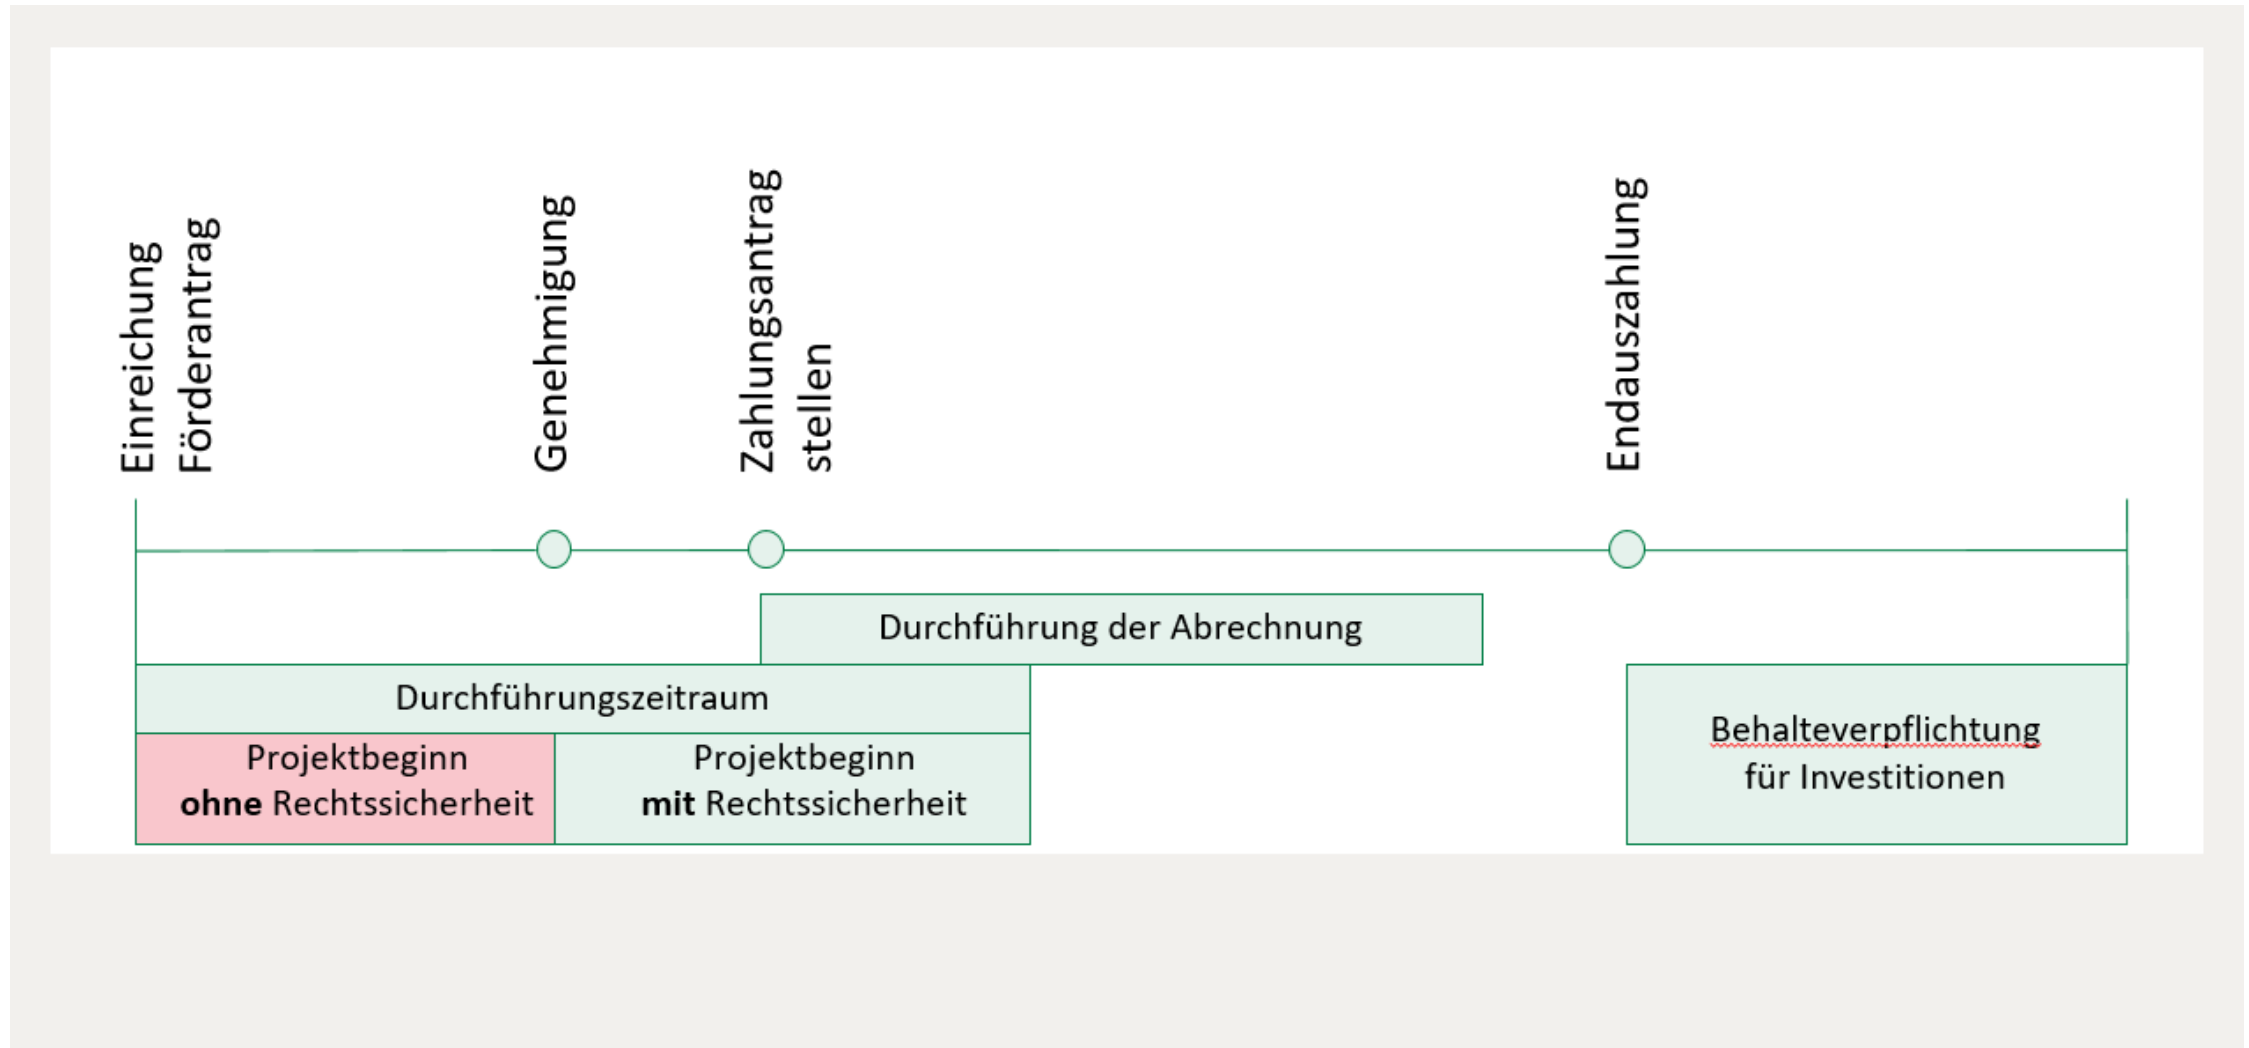 Einreichung
Förderantrag
Genehmigung
Zahlungsantrag
stellen
Endauszahlung
Durchführung der Abrechnung
Durchführungszeitraum
Projektbeginn
ohne Rechtssicherheit
Projektbeginn
mit Rechtssicherheit
Behalteverpflichtung
für Investitionen